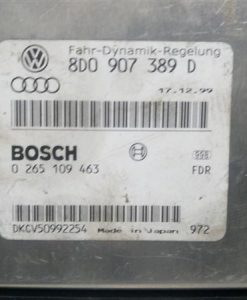 Fahr-Dynamik-Regelung
8D0 907 389 D
17.12.99
BOSCH
0 265 109 463 FDR
DKCV50992254 Made in Japan 972